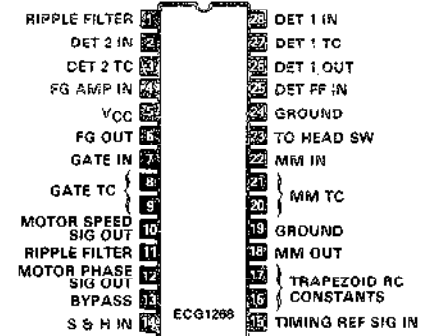 RIPPLE FILTER 1
DET 2 IN 2
DET 2 TC 3
FG AMP IN 4
VCC 5
FG OUT 6
GATE IN 7
GATE TC { 8
9
MOTOR SPEED
SIG OUT 10
RIPPLE FILTER 11
MOTOR PHASE
SIG OUT 12
BYPASS 13
S & H IN 14
ECG1268
28 DET 1 IN
27 DET 1 TC
26 DET 1 OUT
25 DET FF IN
24 GROUND
23 TO HEAD SW
22 MM IN
21
20 } MM TC
19 GROUND
18 MM OUT
17 } TRAPEZOID RC
16 CONSTANTS
15 TIMING REF SIG IN